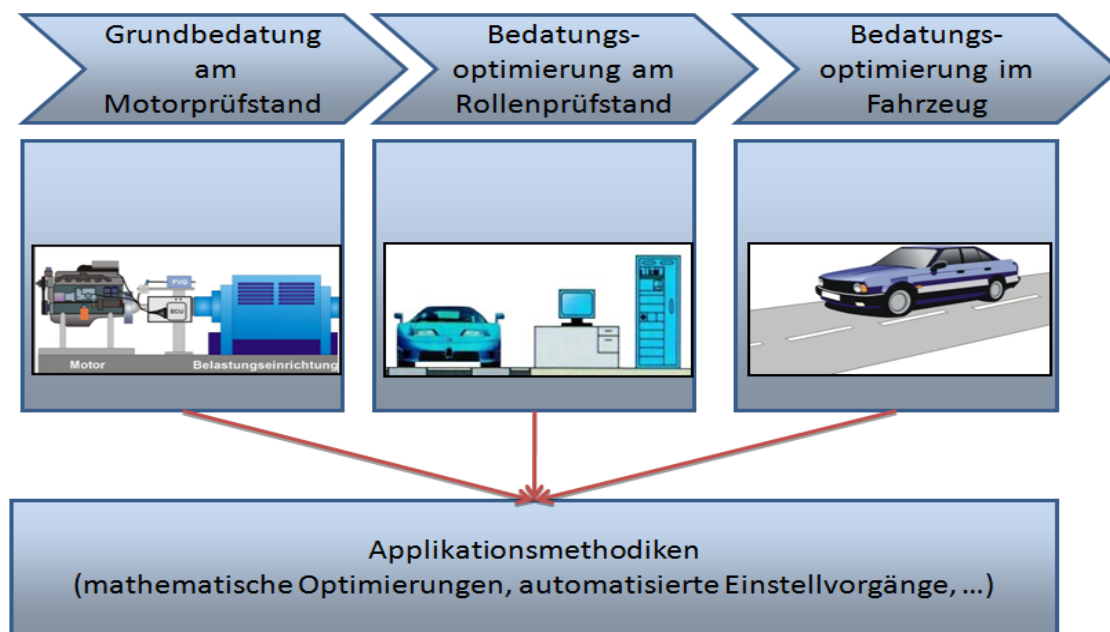 Grundbedatung
am
Motorprüfstand
Bedatungs-
optimierung am
Rollenprüfstand
Bedatungs-
optimierung im
Fahrzeug
PVG
ECU
Motor
Belastungseinrichtung
Applikationsmethodiken
(mathematische Optimierungen, automatisierte Einstellvorgänge, ...)